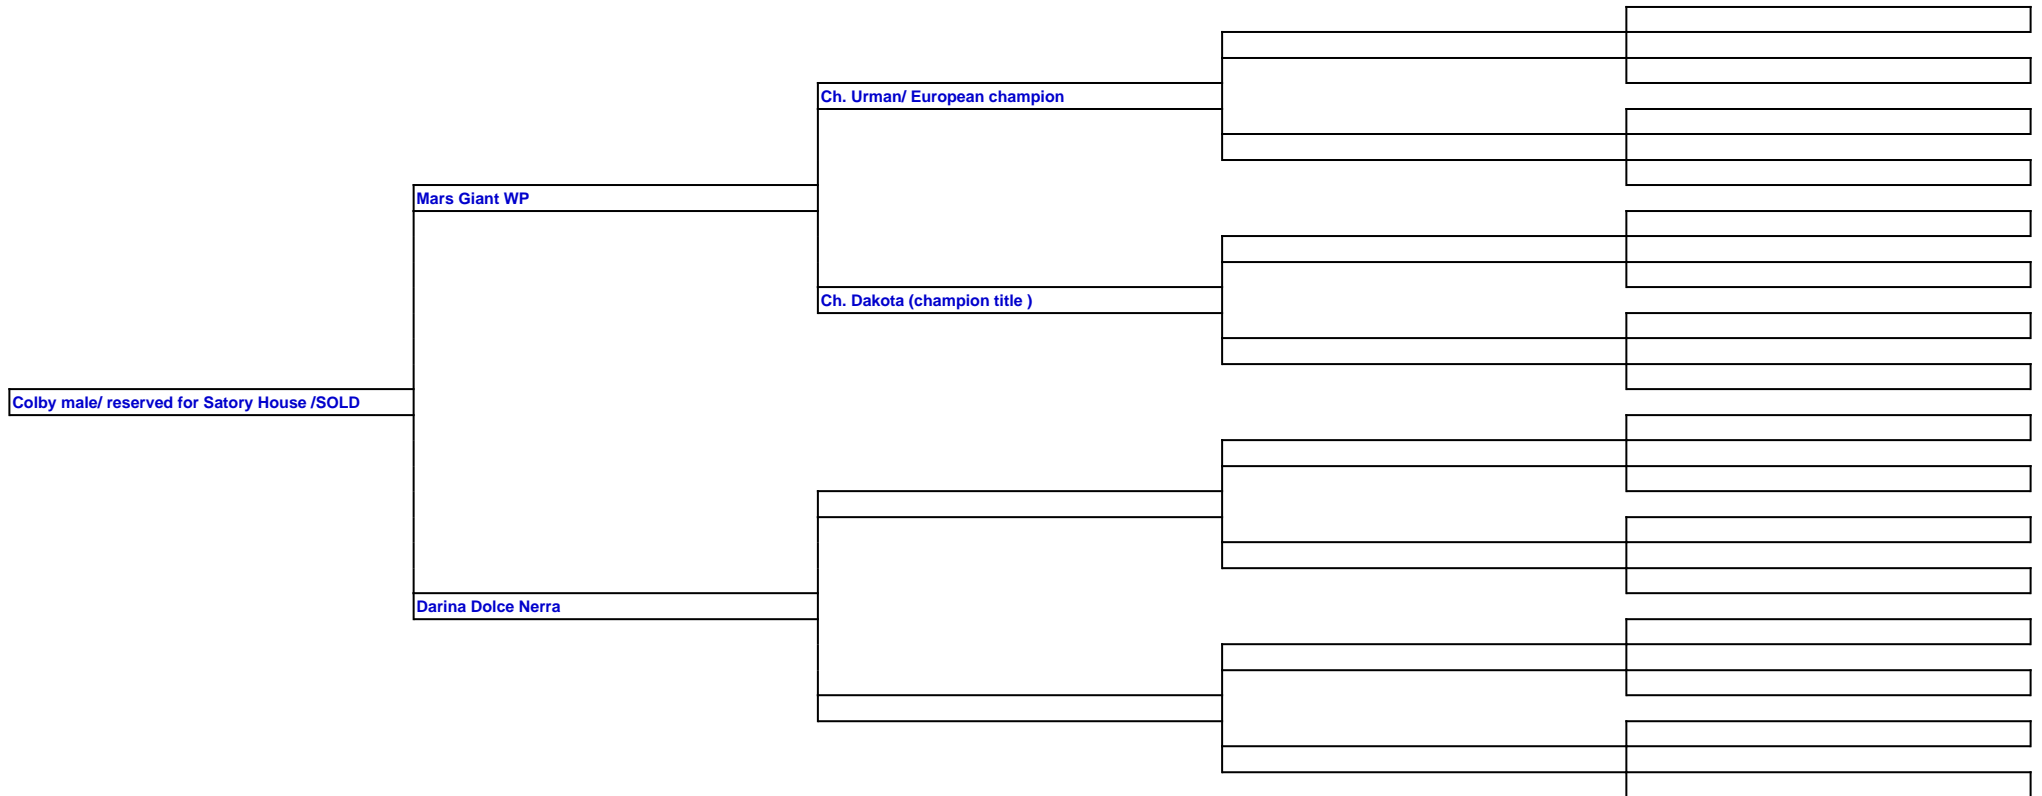 Ch. Urman/ European champion
Mars Giant WP
Ch. Dakota (champion title )
Colby male/ reserved for Satory House /SOLD
Darina Dolce Nerra